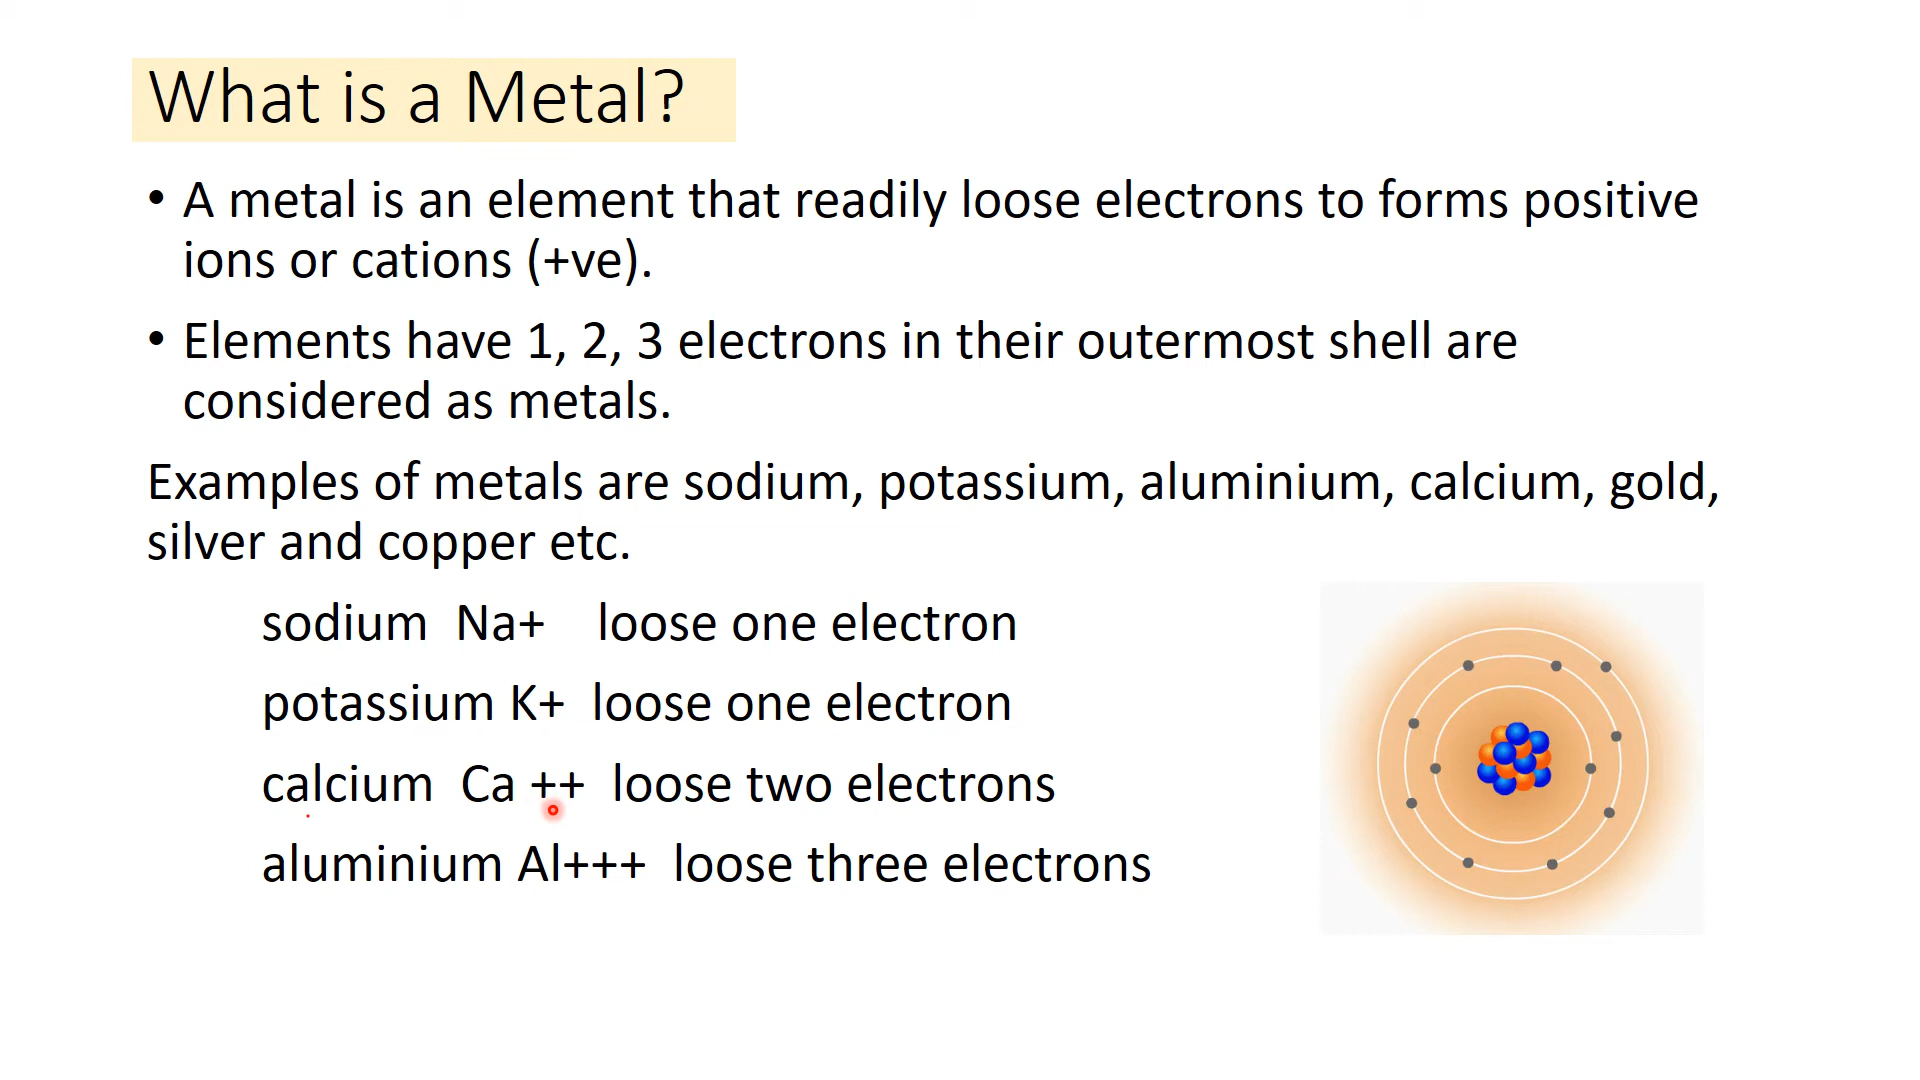 What is a Metal?
• A metal is an element that readily loose electrons to forms positive
ions or cations (+ve).
• Elements have 1, 2, 3 electrons in their outermost shell are
considered as metals.
Examples of metals are sodium, potassium, aluminium, calcium, gold,
silver and copper etc.
sodium Na+ loose one electron
potassium K+ loose one electron
calcium Ca ++ loose two electrons
aluminium Al+++ loose three electrons